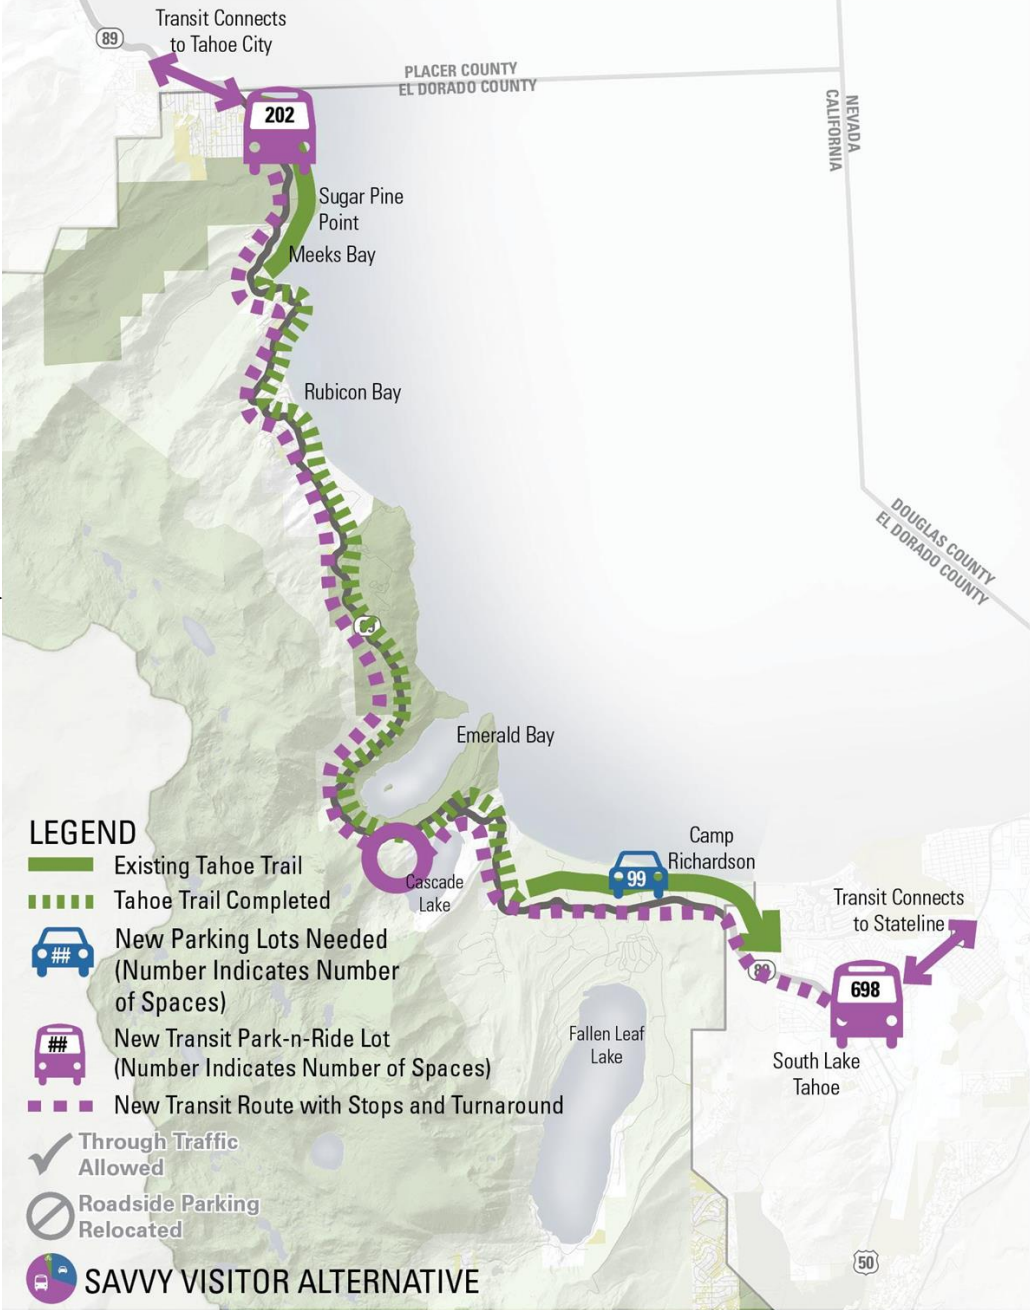 Transit Connects
to Tahoe City
89
PLACER COUNTY
EL DORADO COUNTY
NEVADA
CALIFORNIA
202
Sugar Pine
Point
Meeks Bay
Rubicon Bay
DOUGLAS COUNTY
EL DORADO COUNTY
89
Emerald Bay
Camp
Richardson
99
Cascade
Lake
Transit Connects
to Stateline
89
698
Fallen Leaf
Lake
South Lake
Tahoe
50
LEGEND
Existing Tahoe Trail
Tahoe Trail Completed
##
New Parking Lots Needed
(Number Indicates Number
of Spaces)
##
New Transit Park-n-Ride Lot
(Number Indicates Number of Spaces)
New Transit Route with Stops and Turnaround
Through Traffic
Allowed
Roadside Parking
Relocated
SAVVY VISITOR ALTERNATIVE